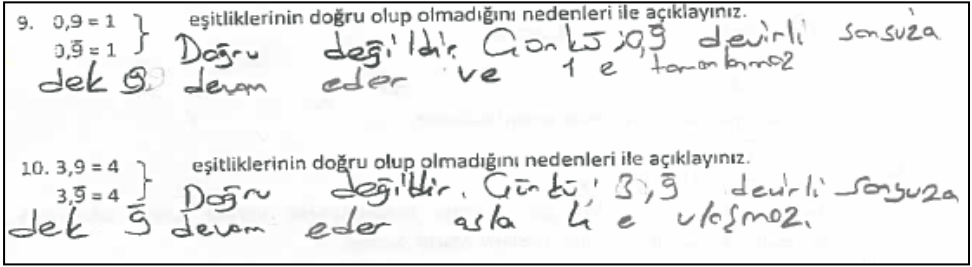 9. 0,9 = 1 } eşitliklerinin doğru olup olmadığını nedenleri ile açıklayınız.
0,9̅ = 1
Doğru değildir. Çünkü; 0,9̅ devirli sonsuza
dek 9 devam eder ve 1 e tamamlanmaz
10. 3,9 = 4 } eşitliklerinin doğru olup olmadığını nedenleri ile açıklayınız.
3,9̅ = 4
Doğru değildir. Çünkü; 3,9̅ devirli sonsuza
dek 9̅ devam eder asla 4 e ulaşmaz.